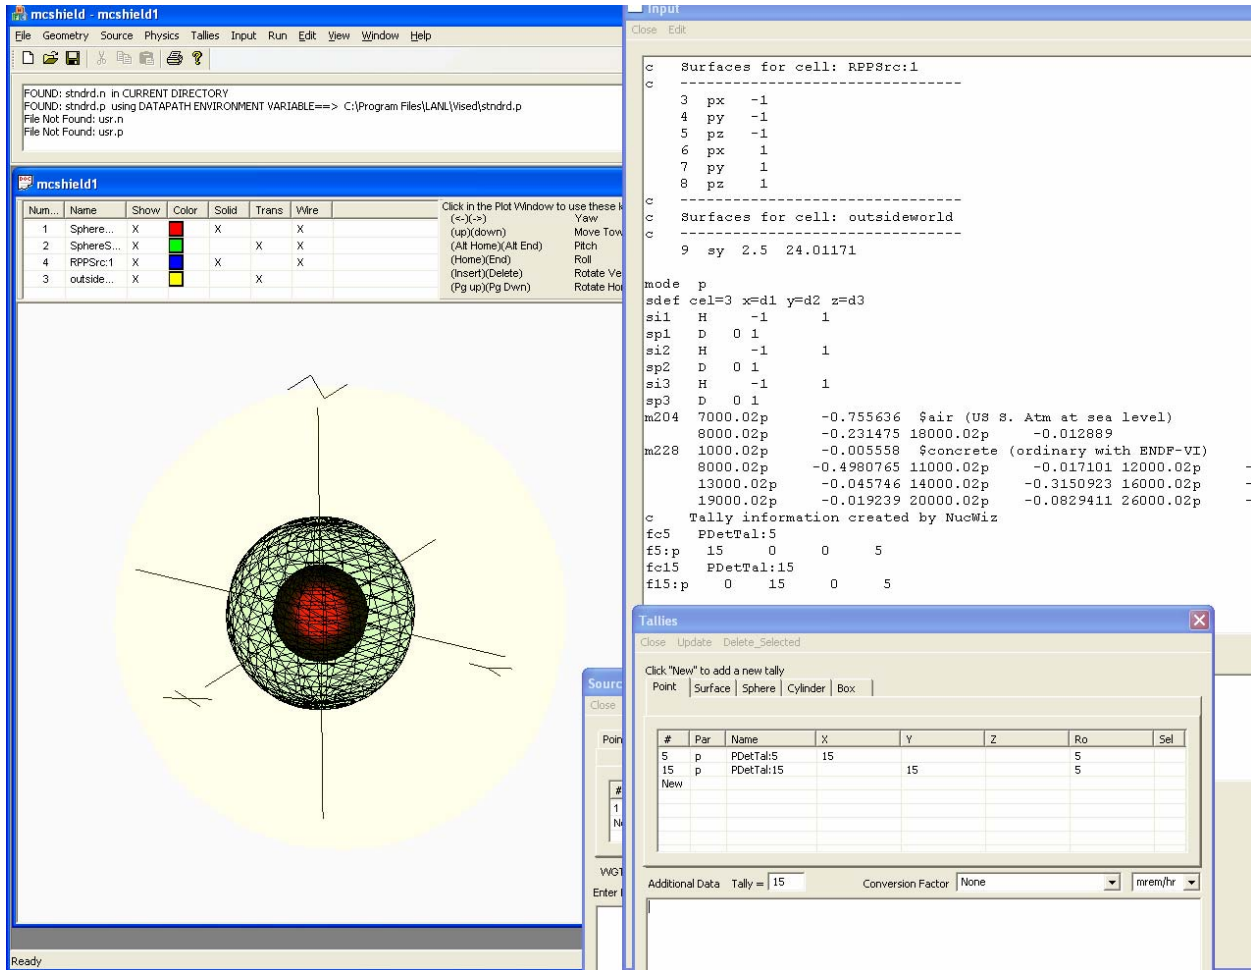 mcshield - mcshield1
File Geometry Source Physics Tallies Input Run Edit View Window Help
FOUND: stndrd.n in CURRENT DIRECTORY
FOUND: stndrd.p using DATAPATH ENVIRONMENT VARIABLE==> C:\Program Files\LANL\Vised\stndrd.p
File Not Found: usr.n
File Not Found: usr.p
mcshield1
Num... Name Show Color Solid Trans Wire
1 Sphere... X X X
2 SphereS... X X X
4 RPPSrc:1 X X X
3 outside... X X
Click in the Plot Window to use these k
(<-)(->) Yaw
(up)(down) Move Tow
(Alt Home)(Alt End) Pitch
(Home)(End) Roll
(Insert)(Delete) Rotate Ve
(Pg up)(Pg Dwn) Rotate Hor
Ready
Input
Close Edit
c Surfaces for cell: RPPSrc:1
c ----------------------------
3 px -1
4 py -1
5 pz -1
6 px 1
7 py 1
8 pz 1
c ----------------------------
c Surfaces for cell: outsideworld
c ----------------------------
9 sy 2.5 24.01171
mode p
sdef cel=3 x=d1 y=d2 z=d3
si1 H -1 1
sp1 D 0 1
si2 H -1 1
sp2 D 0 1
si3 H -1 1
sp3 D 0 1
m204 7000.02p -0.755636 $air (US S. Atm at sea level)
8000.02p -0.231475 18000.02p -0.012889
m228 1000.02p -0.005558 $concrete (ordinary with ENDF-VI)
8000.02p -0.4980765 11000.02p -0.017101 12000.02p -
13000.02p -0.045746 14000.02p -0.3150923 16000.02p -
19000.02p -0.019239 20000.02p -0.0829411 26000.02p -
c Tally information created by NucWiz
fc5 PDetTal:5
f5:p 15 0 0 5
fc15 PDetTal:15
f15:p 0 15 0 5
Sourc
Close
Poin
#
1
Ne
WGT
Enter
Tallies
Close Update Delete_Selected
Click "New" to add a new tally
Point Surface Sphere Cylinder Box
# Par Name X Y Z Ro Sel
5 p PDetTal:5 15 5
15 p PDetTal:15 15 5
New
Additional Data Tally = 15 Conversion Factor None mrem/hr